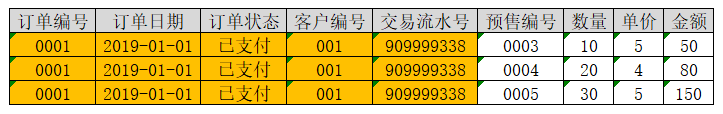 订单编号 订单日期 订单状态 客户编号 交易流水号 预售编号 数量 单价 金额
0001 2019-01-01 已支付 001 909999338 0003 10 5 50
0001 2019-01-01 已支付 001 909999338 0004 20 4 80
0001 2019-01-01 已支付 001 909999338 0005 30 5 150